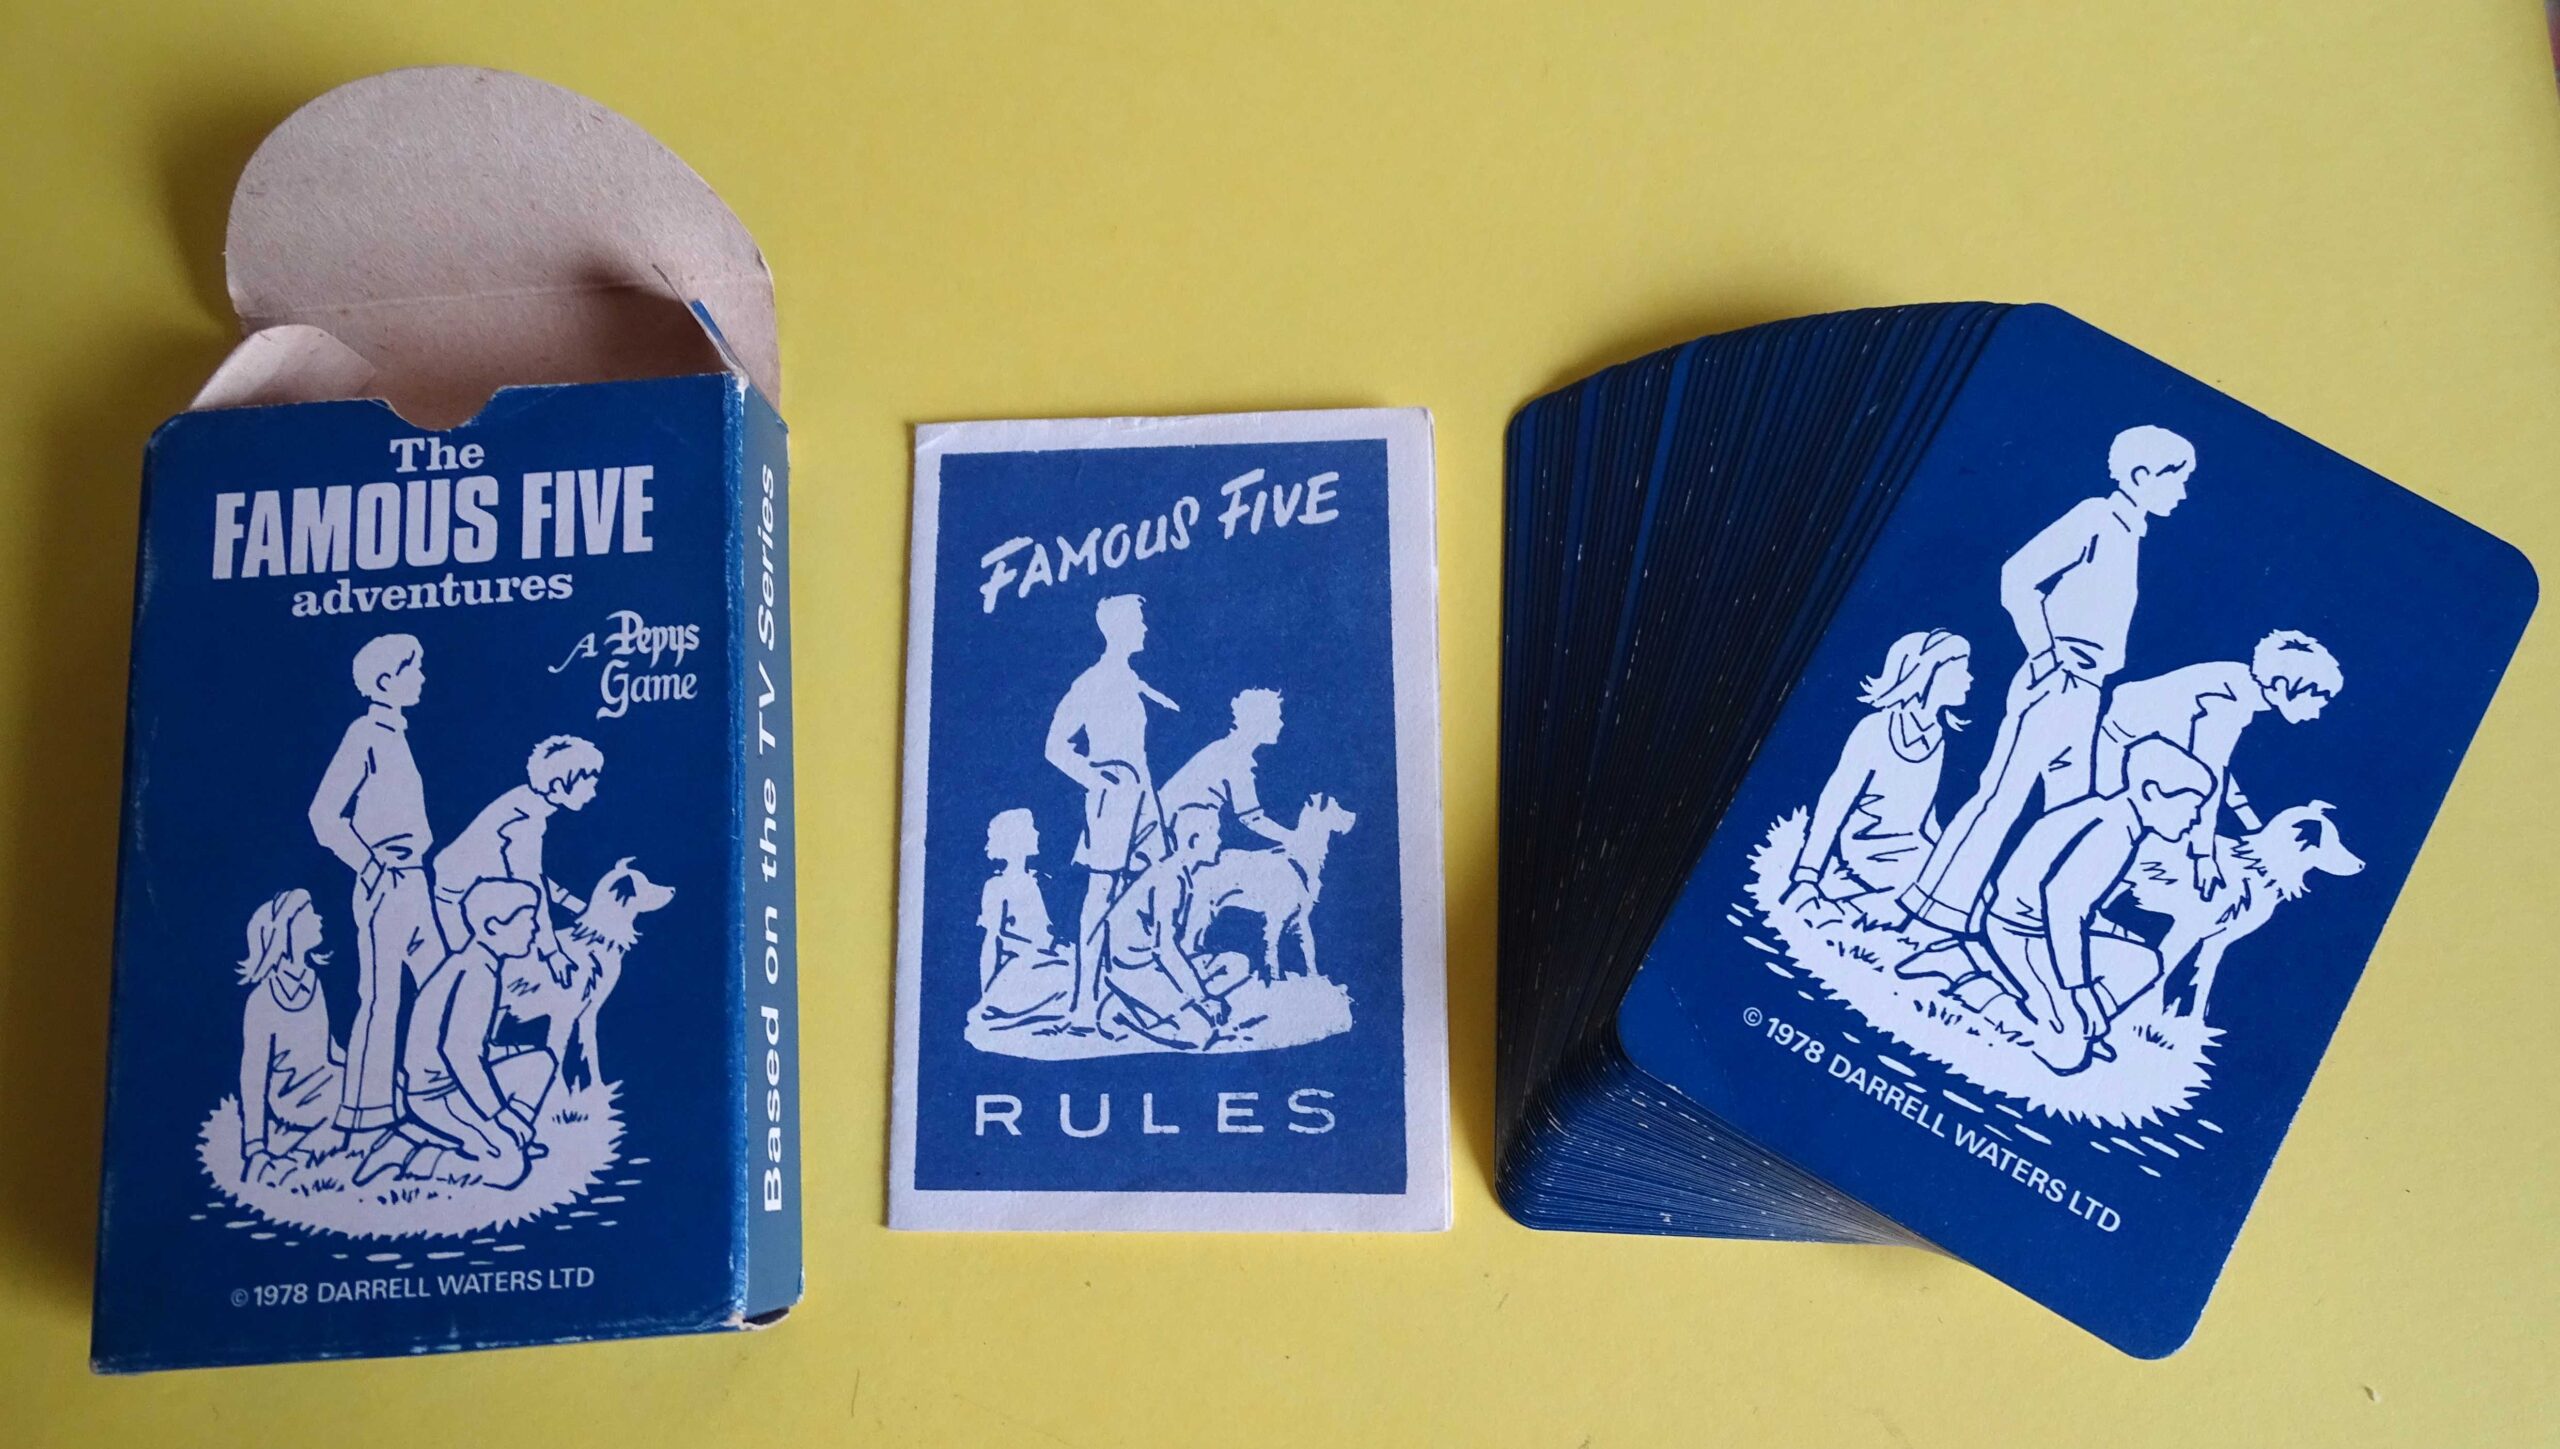 The
FAMOUS FIVE
adventures
A Pepys
Game
© 1978 DARRELL WATERS LTD
Based on the TV Series
FAMOUS FIVE
RULES
© 1978 DARRELL WATERS LTD